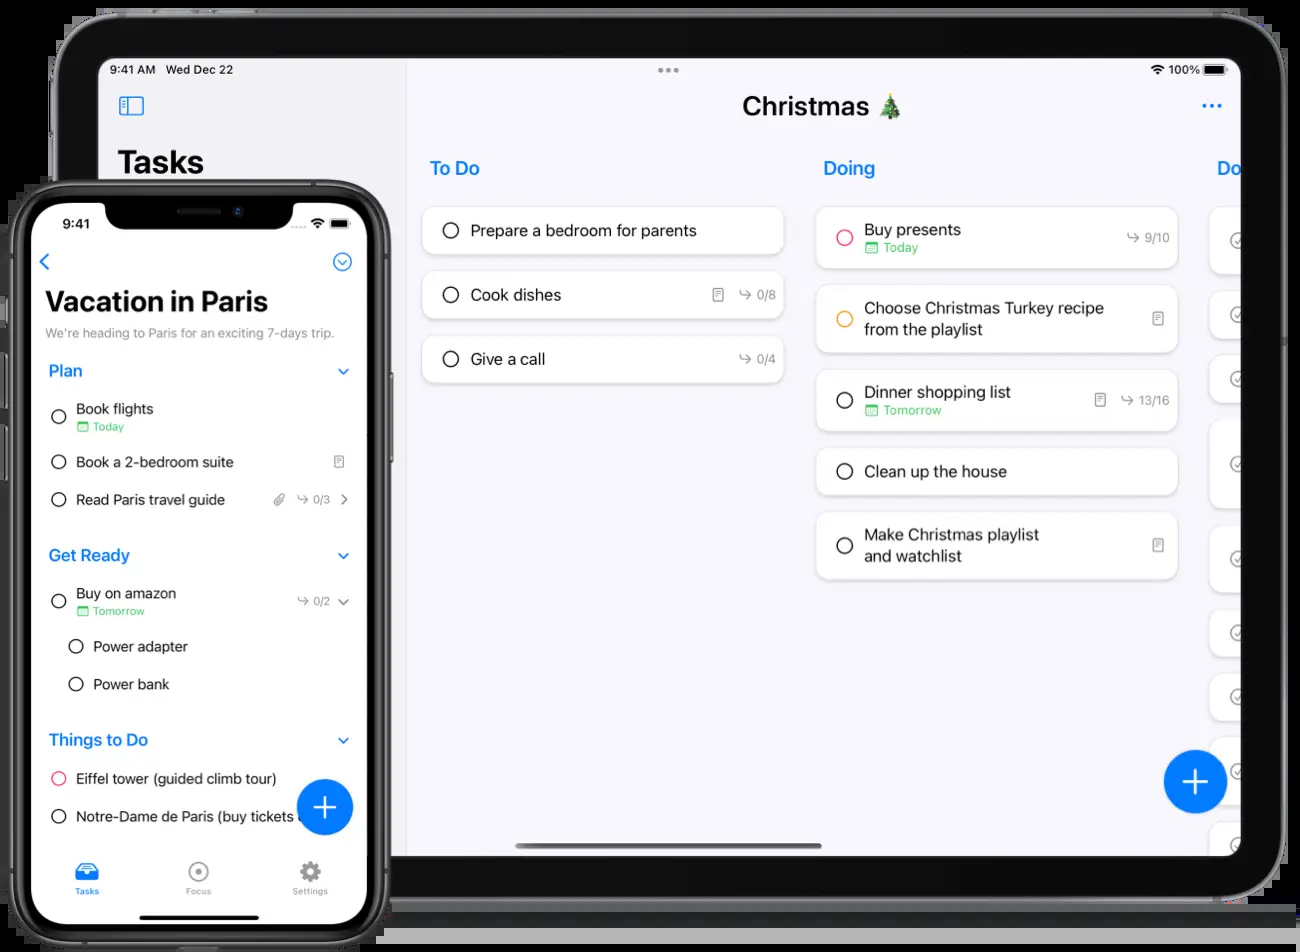 9:41 AM Wed Dec 22
100%
Tasks
Christmas 🎄
To Do
Prepare a bedroom for parents
Cook dishes
0/8
Give a call
0/4
Doing
Buy presents
9/10
Today
Choose Christmas Turkey recipe
from the playlist
Dinner shopping list
13/16
Tomorrow
Clean up the house
Make Christmas playlist
and watchlist
Do
9:41
Vacation in Paris
We're heading to Paris for an exciting 7-days trip.
Plan
Book flights
Today
Book a 2-bedroom suite
Read Paris travel guide
0/3
Get Ready
Buy on amazon
0/2
Tomorrow
Power adapter
Power bank
Things to Do
Eiffel tower (guided climb tour)
Notre-Dame de Paris (buy tickets
Tasks
Focus
Settings